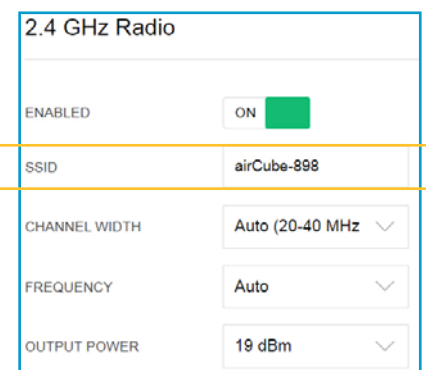 2.4 GHz Radio
ENABLED ON
SSID airCube-898
CHANNEL WIDTH Auto (20-40 MHz
FREQUENCY Auto
OUTPUT POWER 19 dBm